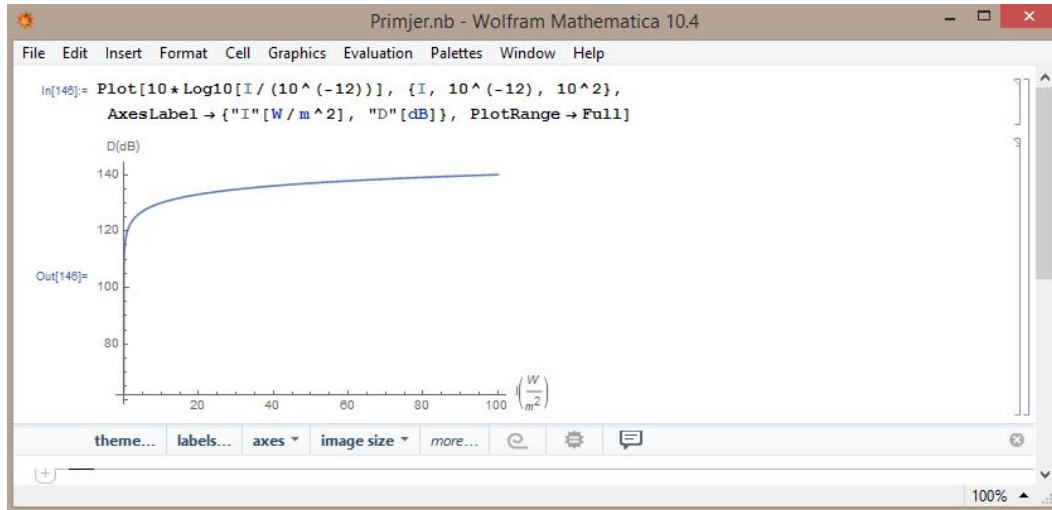 Primjer.nb - Wolfram Mathematica 10.4
File Edit Insert Format Cell Graphics Evaluation Palettes Window Help
In[146]:= Plot[10 * Log10[I / (10 ^ (-12))], {I, 10 ^ (-12), 10 ^ 2},
AxesLabel → {"I"[W / m ^ 2], "D"[dB]}, PlotRange → Full]
D(dB)
140
120
Out[146]=
100
80
20 40 60 80 100 I(W/m²)
theme... labels... axes image size more...
100%